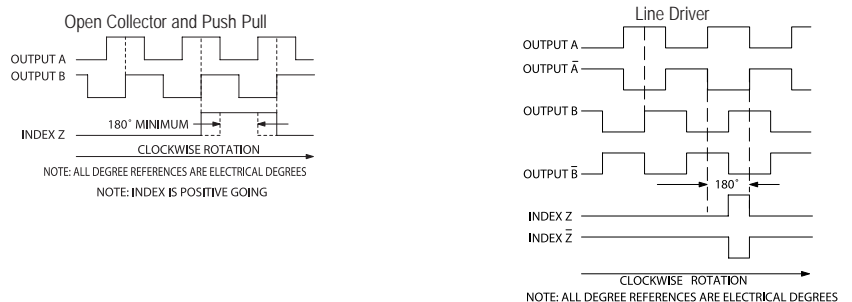 Open Collector and Push Pull
OUTPUT A
OUTPUT B
180° MINIMUM
INDEX Z
CLOCKWISE ROTATION
NOTE: ALL DEGREE REFERENCES ARE ELECTRICAL DEGREES
NOTE: INDEX IS POSITIVE GOING
Line Driver
OUTPUT A
OUTPUT A̅
OUTPUT B
OUTPUT B̅
180°
INDEX Z
INDEX Z̅
CLOCKWISE ROTATION
NOTE: ALL DEGREE REFERENCES ARE ELECTRICAL DEGREES